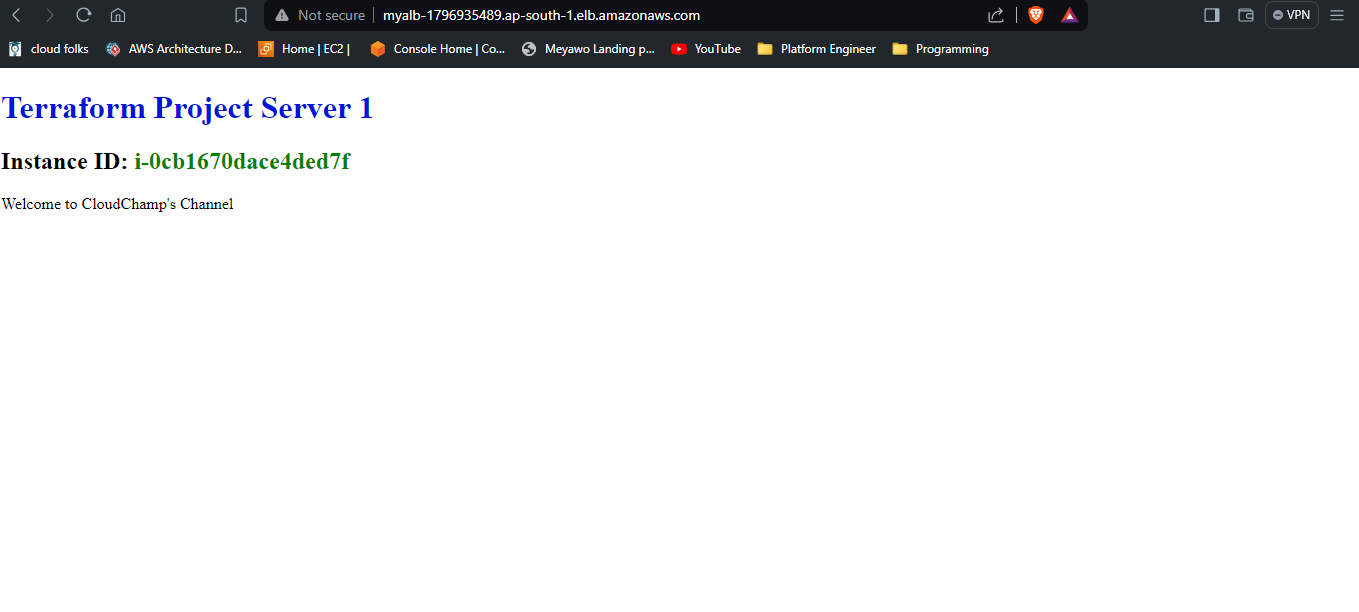 Not secure myalb-1796935489.ap-south-1.elb.amazonaws.com VPN
cloud folks AWS Architecture D... Home | EC2 | Console Home | Co... Meyawo Landing p... YouTube Platform Engineer Programming
Terraform Project Server 1
Instance ID: i-0cb1670dace4ded7f
Welcome to CloudChamp's Channel